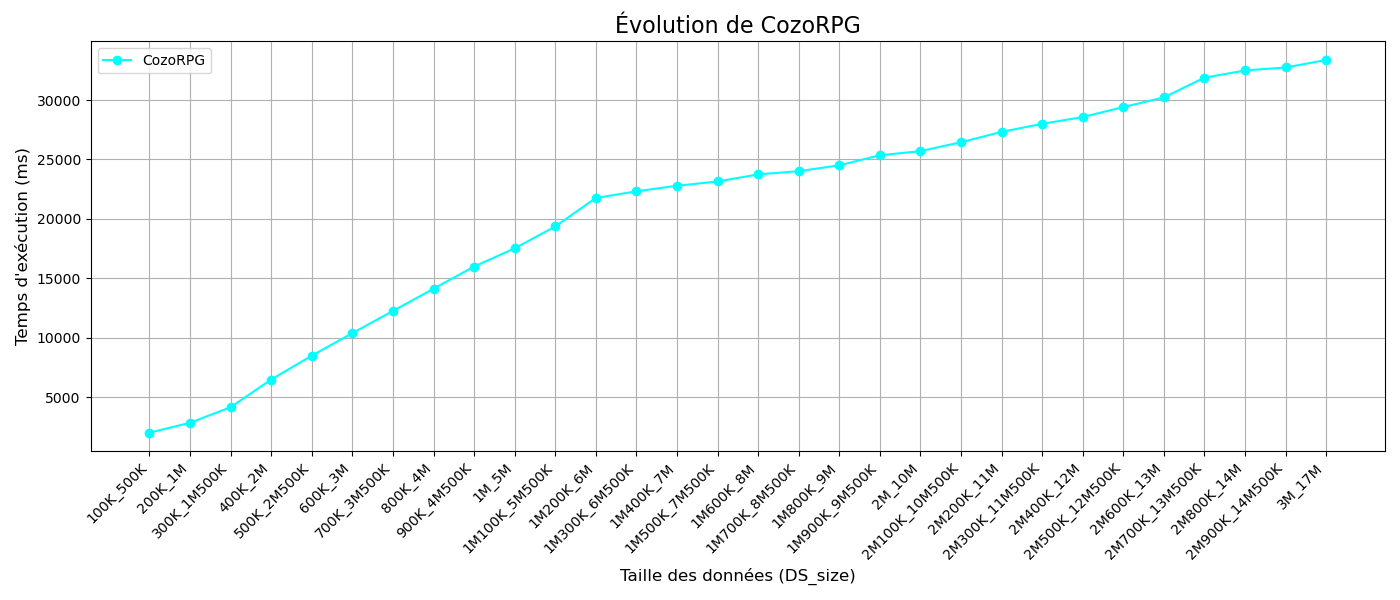 Évolution de CozoRPG
CozoRPG
Temps d'exécution (ms)
30000
25000
20000
15000
10000
5000
100K_500K
200K_1M
300K_1M500K
400K_2M
500K_2M500K
600K_3M
700K_3M500K
800K_4M
900K_4M500K
1M_5M
1M100K_5M500K
1M200K_6M
1M300K_6M500K
1M400K_7M
1M500K_7M500K
1M600K_8M
1M700K_8M500K
1M800K_9M
1M900K_9M500K
2M_10M
2M100K_10M500K
2M200K_11M
2M300K_11M500K
2M400K_12M
2M500K_12M500K
2M600K_13M
2M700K_13M500K
2M800K_14M
2M900K_14M500K
3M_17M
Taille des données (DS_size)